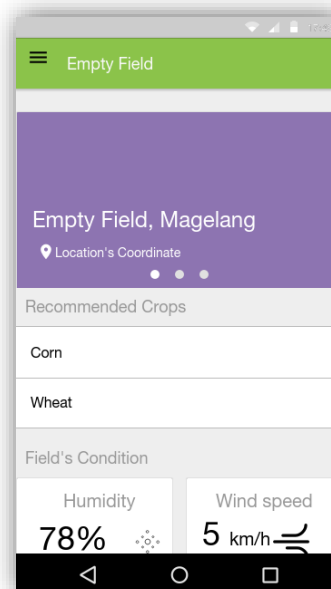 Empty Field
Empty Field, Magelang
Location's Coordinate
Recommended Crops
Corn
Wheat
Field's Condition
Humidity
Wind speed
78%
5 km/h